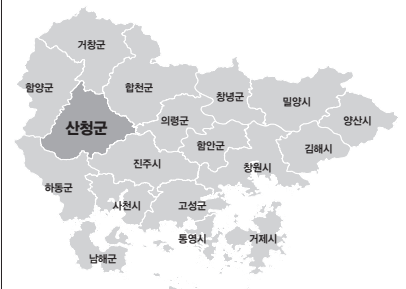 거창군
함양군
합천군
창녕군
밀양시
산청군
의령군
양산시
함안군
김해시
진주시
창원시
하동군
사천시
고성군
통영시
거제시
남해군